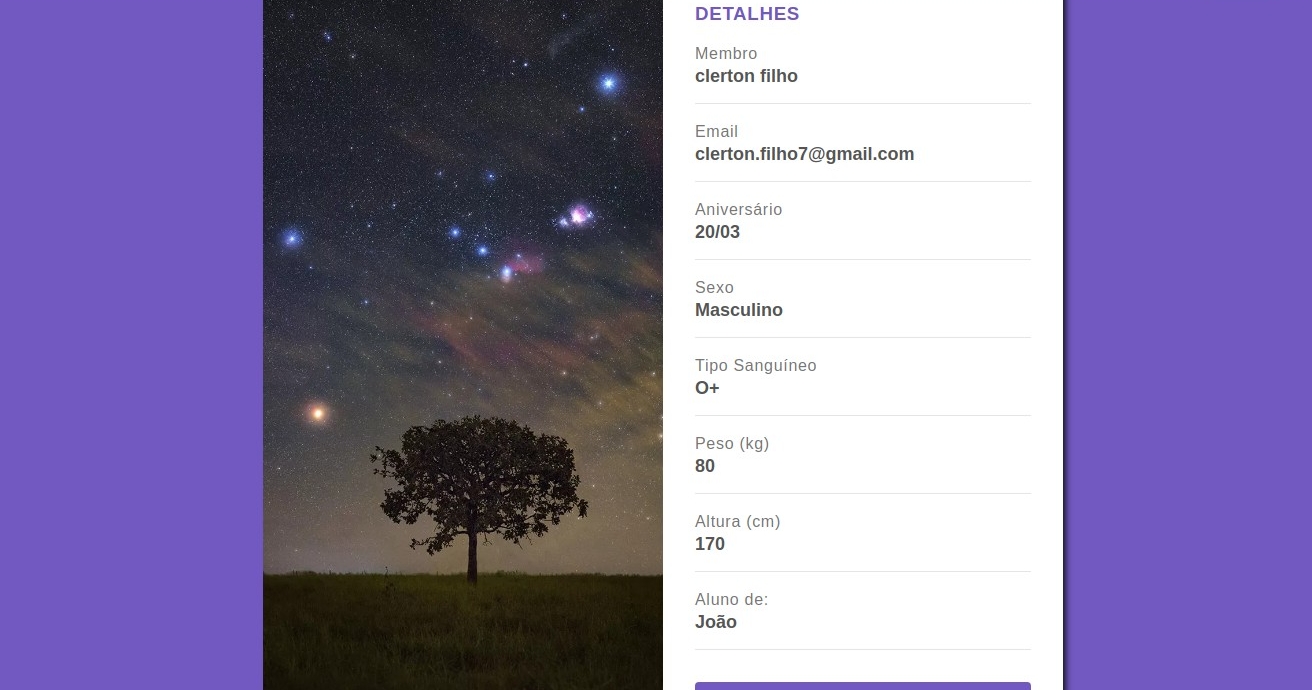 DETALHES
Membro
clerton filho
Email
clerton.filho7@gmail.com
Aniversário
20/03
Sexo
Masculino
Tipo Sanguíneo
O+
Peso (kg)
80
Altura (cm)
170
Aluno de:
João